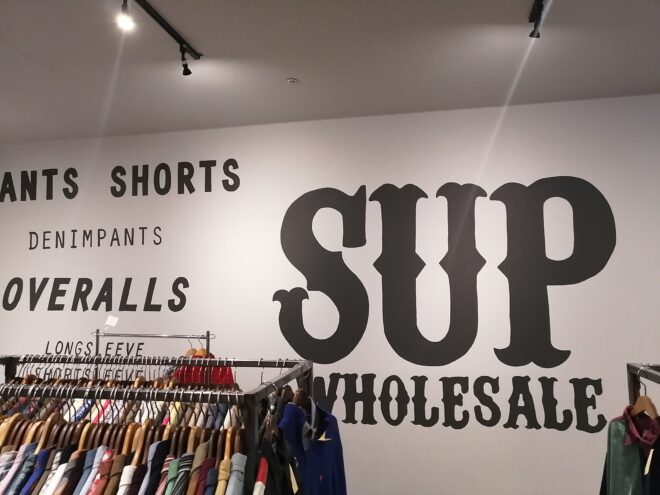 ANTS SHORTS
DENIMPANTS
OVERALLS
LONGSLEEVE
SHORTSLEEVE
SUP
WHOLESALE